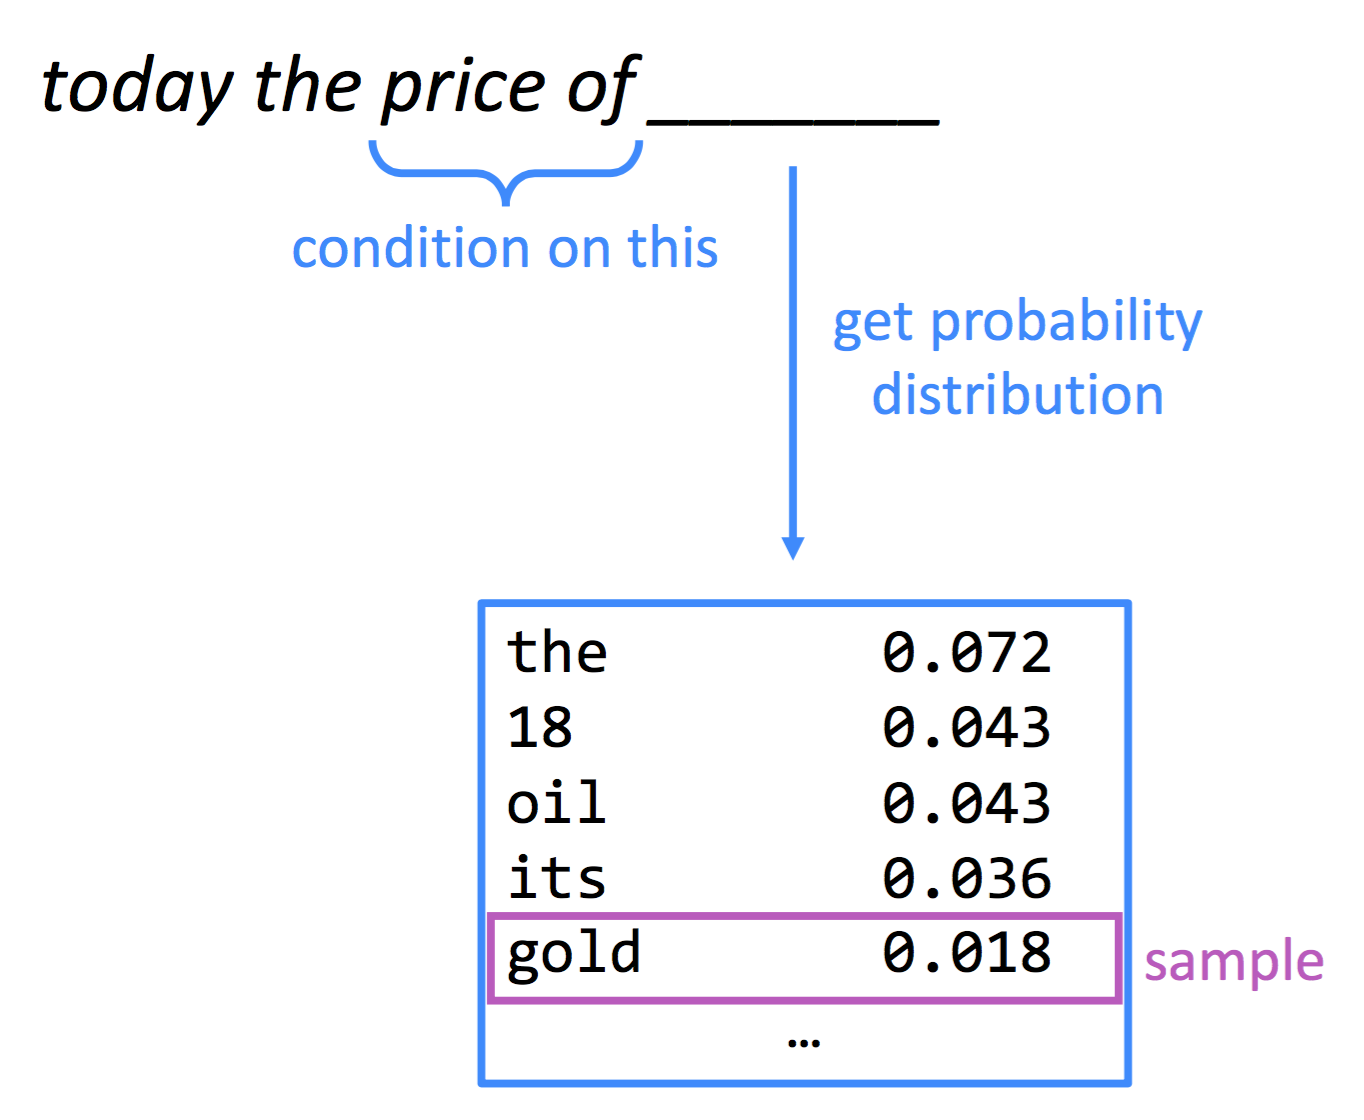 today the price of _______
condition on this
get probability
distribution
the 0.072
18 0.043
oil 0.043
its 0.036
gold 0.018
sample
…